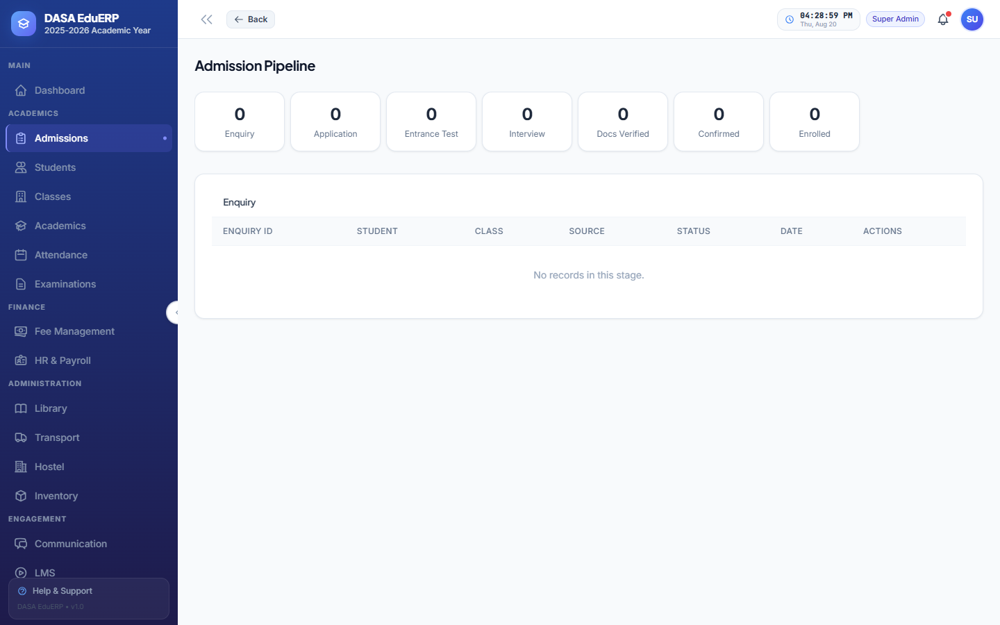 DASA EduERP
2025-2026 Academic Year
MAIN
Dashboard
ACADEMICS
Admissions
Students
Classes
Academics
Attendance
Examinations
FINANCE
Fee Management
HR & Payroll
ADMINISTRATION
Library
Transport
Hostel
Inventory
ENGAGEMENT
Communication
LMS
Help & Support
DASA EduERP • v1.0
Back
04:28:59 PM
Thu, Aug 20
Super Admin
SU
Admission Pipeline
0 0 0 0 0 0 0
Enquiry Application Entrance Test Interview Docs Verified Confirmed Enrolled
Enquiry
ENQUIRY ID STUDENT CLASS SOURCE STATUS DATE ACTIONS
No records in this stage.